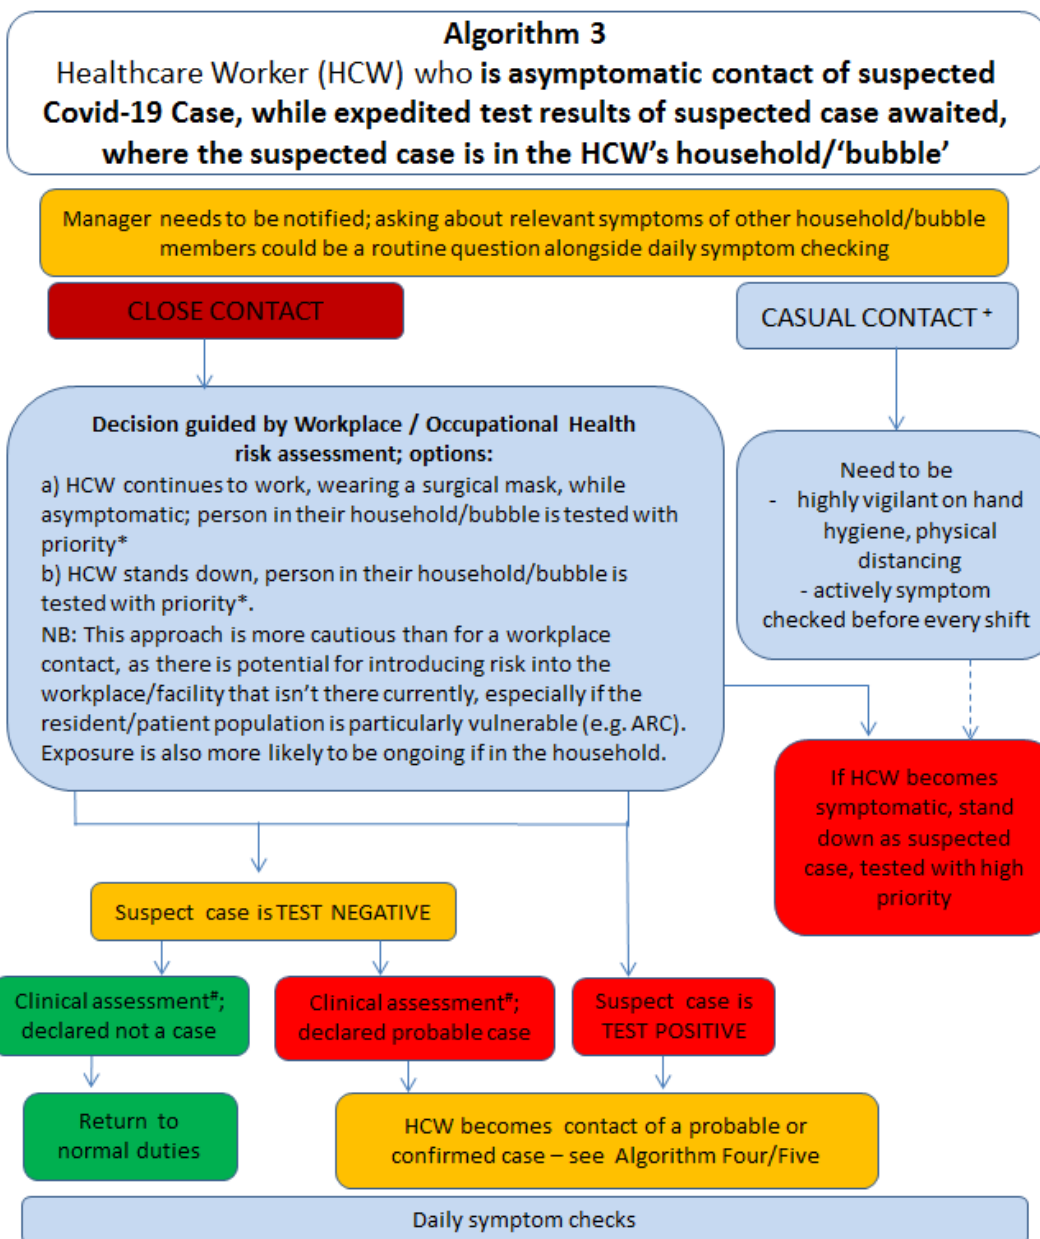 Algorithm 3
Healthcare Worker (HCW) who is asymptomatic contact of suspected
Covid-19 Case, while expedited test results of suspected case awaited,
where the suspected case is in the HCW's household/'bubble'
Manager needs to be notified; asking about relevant symptoms of other household/bubble
members could be a routine question alongside daily symptom checking
CLOSE CONTACT
CASUAL CONTACT +
Decision guided by Workplace / Occupational Health
risk assessment; options:
a) HCW continues to work, wearing a surgical mask, while
asymptomatic; person in their household/bubble is tested with
priority*
b) HCW stands down, person in their household/bubble is
tested with priority*.
NB: This approach is more cautious than for a workplace
contact, as there is potential for introducing risk into the
workplace/facility that isn't there currently, especially if the
resident/patient population is particularly vulnerable (e.g. ARC).
Exposure is also more likely to be ongoing if in the household.
Need to be
- highly vigilant on hand
hygiene, physical
distancing
- actively symptom
checked before every shift
If HCW becomes
symptomatic, stand
down as suspected
case, tested with high
priority
Suspect case is TEST NEGATIVE
Clinical assessment#;
declared not a case
Clinical assessment#;
declared probable case
Suspect case is
TEST POSITIVE
Return to
normal duties
HCW becomes contact of a probable or
confirmed case – see Algorithm Four/Five
Daily symptom checks